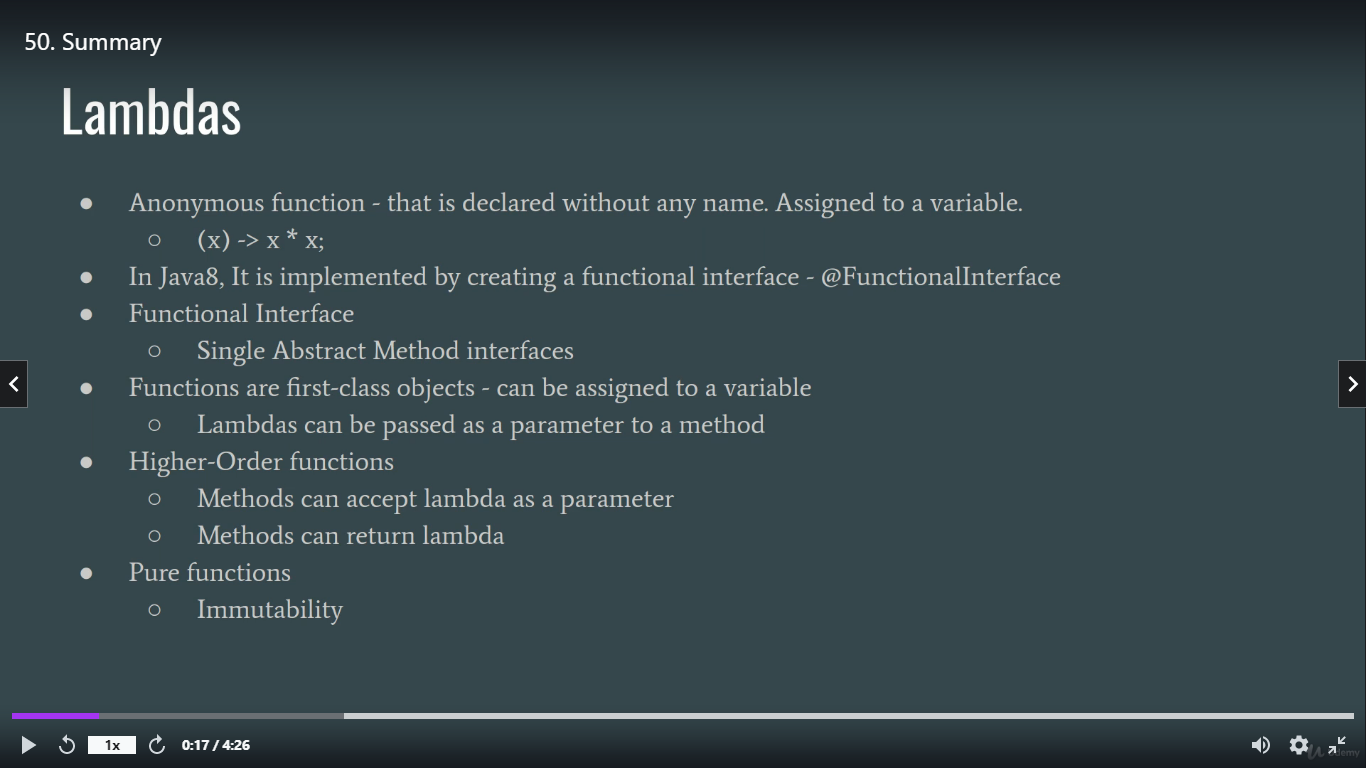 50. Summary
Lambdas
● Anonymous function - that is declared without any name. Assigned to a variable.
○ (x) -> x * x;
● In Java8, It is implemented by creating a functional interface - @FunctionalInterface
● Functional Interface
○ Single Abstract Method interfaces
● Functions are first-class objects - can be assigned to a variable
○ Lambdas can be passed as a parameter to a method
● Higher-Order functions
○ Methods can accept lambda as a parameter
○ Methods can return lambda
● Pure functions
○ Immutability
1x 0:17 / 4:26